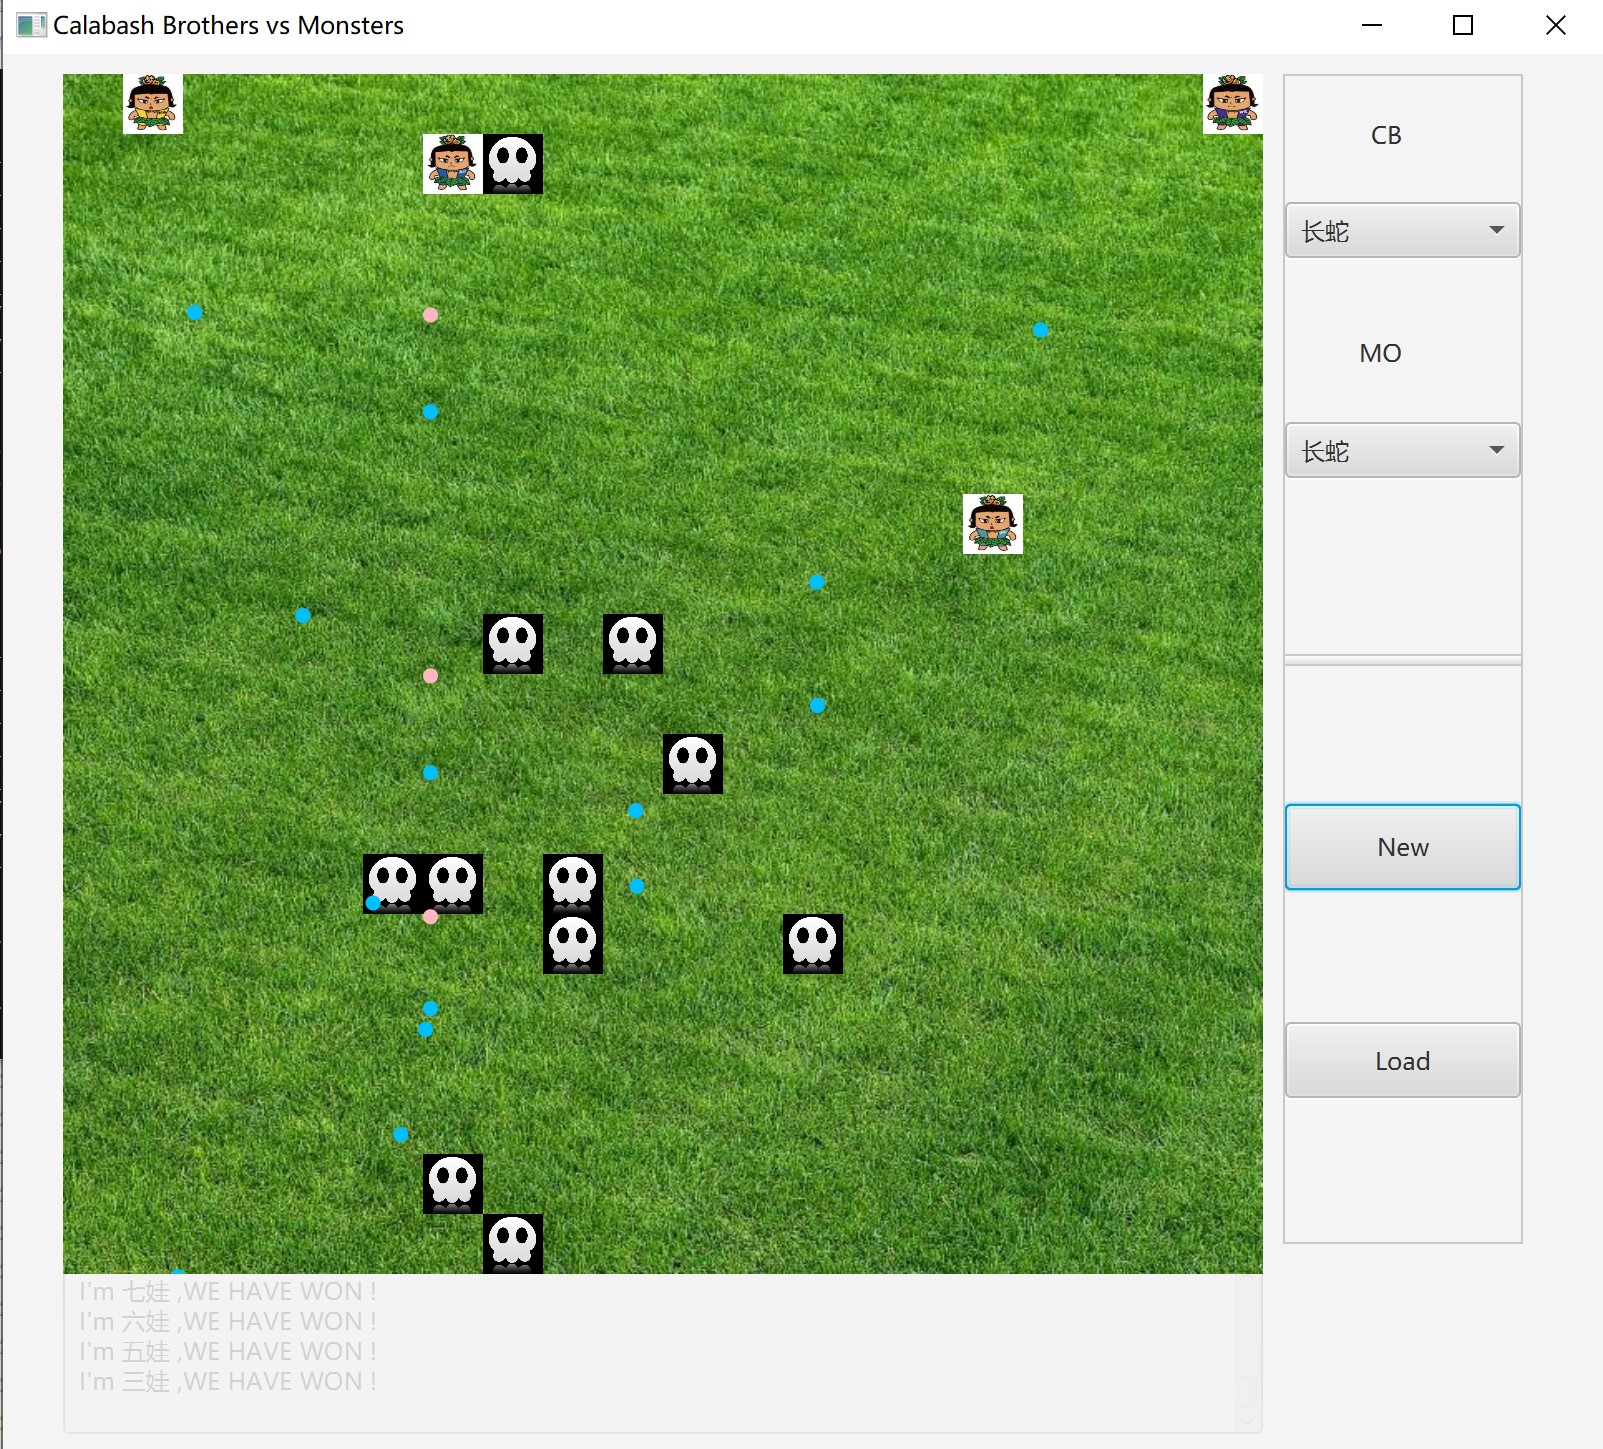 Calabash Brothers vs Monsters
CB
长蛇
MO
长蛇
New
Load
I'm 七娃 ,WE HAVE WON !
I'm 六娃 ,WE HAVE WON !
I'm 五娃 ,WE HAVE WON !
I'm 三娃 ,WE HAVE WON !